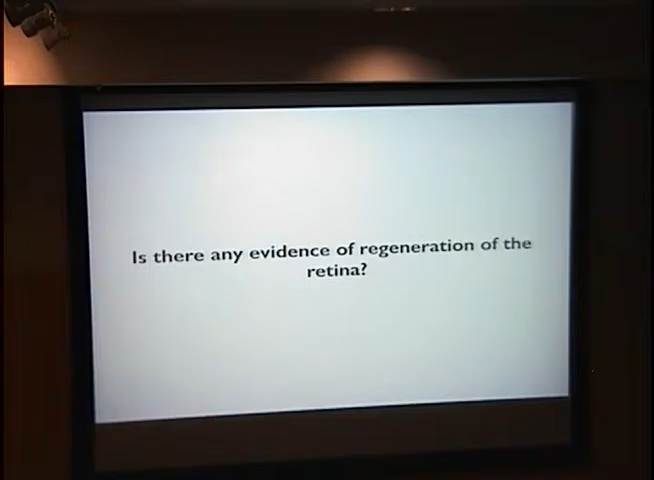 Is there any evidence of regeneration of the
retina?